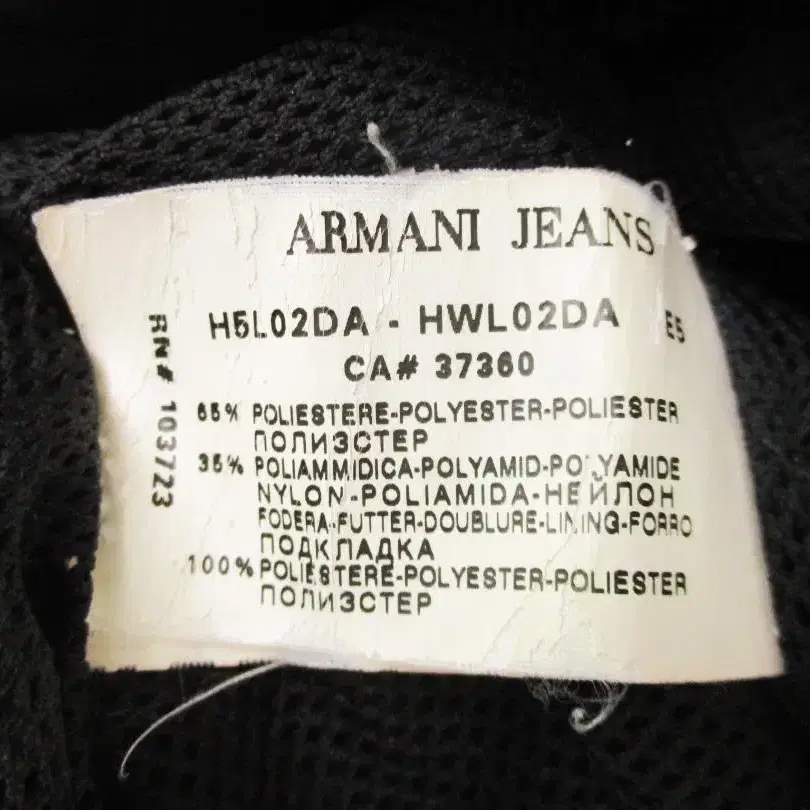 ARMANI JEANS
H5L02DA - HWL02DA E5
CA# 37360
RN# 103723
65% POLIESTERE-POLYESTER-POLIESTER
ПОЛИЗСТЕР
35% POLIAMMIDICA-POLYAMID-POLYAMIDE
NYLON-POLIAMIDA-НЕЙЛОН
FODERA-FUTTER-DOUBLURE-LINING-FORRO
ПОДКЛАДКА
100% POLIESTERE-POLYESTER-POLIESTER
ПОЛИЗСТЕР